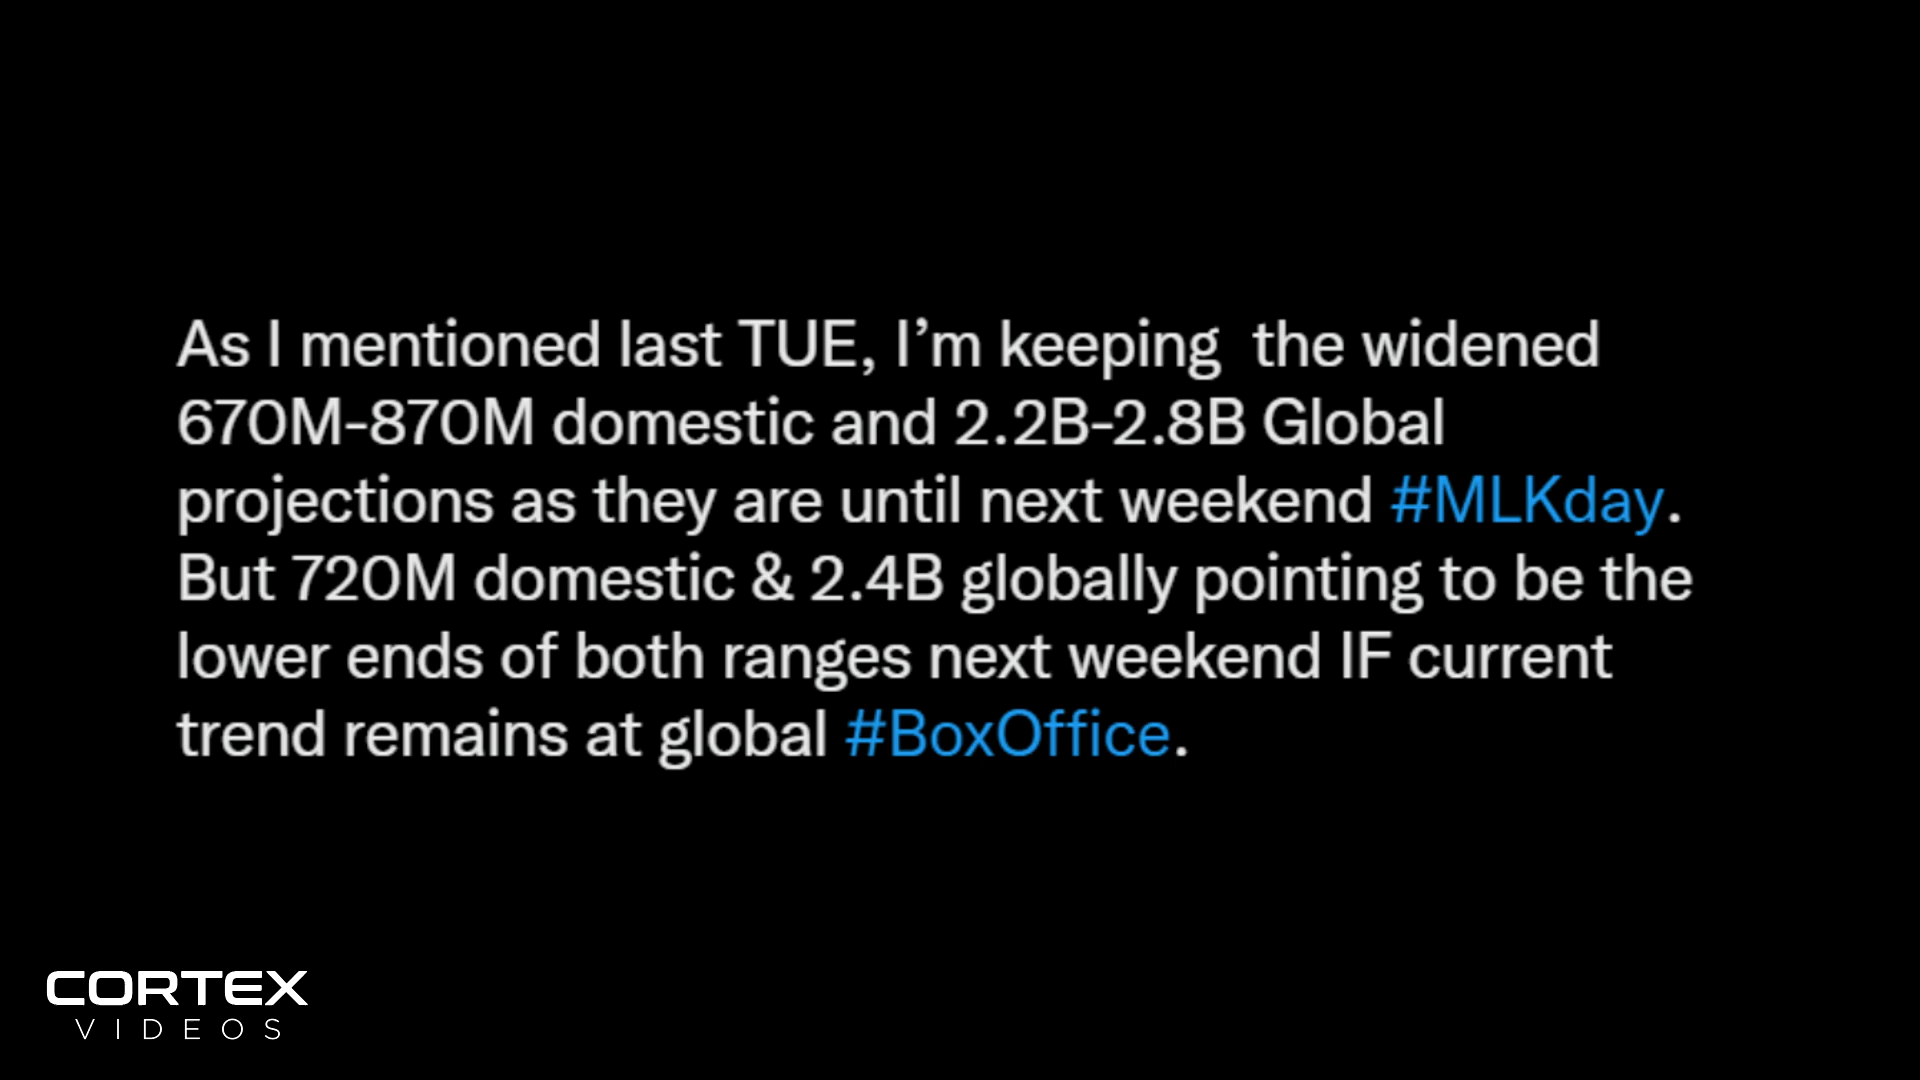 As I mentioned last TUE, I’m keeping  the widened
670M-870M domestic and 2.2B-2.8B Global
projections as they are until next weekend #MLKday.
But 720M domestic & 2.4B globally pointing to be the
lower ends of both ranges next weekend IF current
trend remains at global #BoxOffice.
CORTEX
VIDEOS